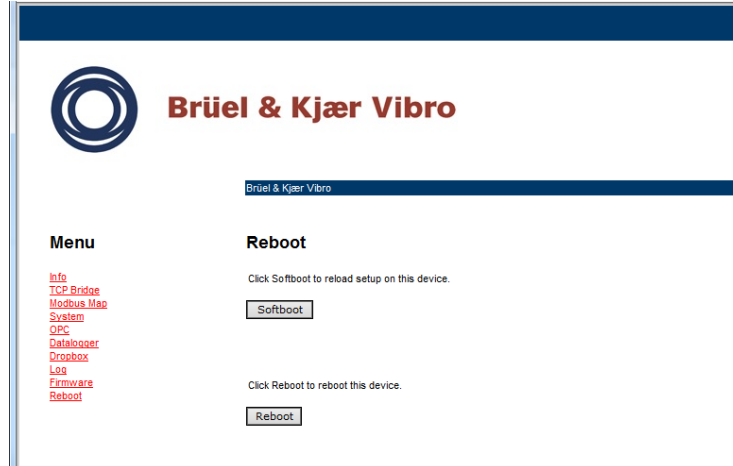 Brüel & Kjær Vibro
Brüel & Kjær Vibro
Menu
Info
TCP Bridge
Modbus Map
System
OPC
Datalogger
Dropbox
Log
Firmware
Reboot
Reboot
Click Softboot to reload setup on this device.
Softboot
Click Reboot to reboot this device.
Reboot